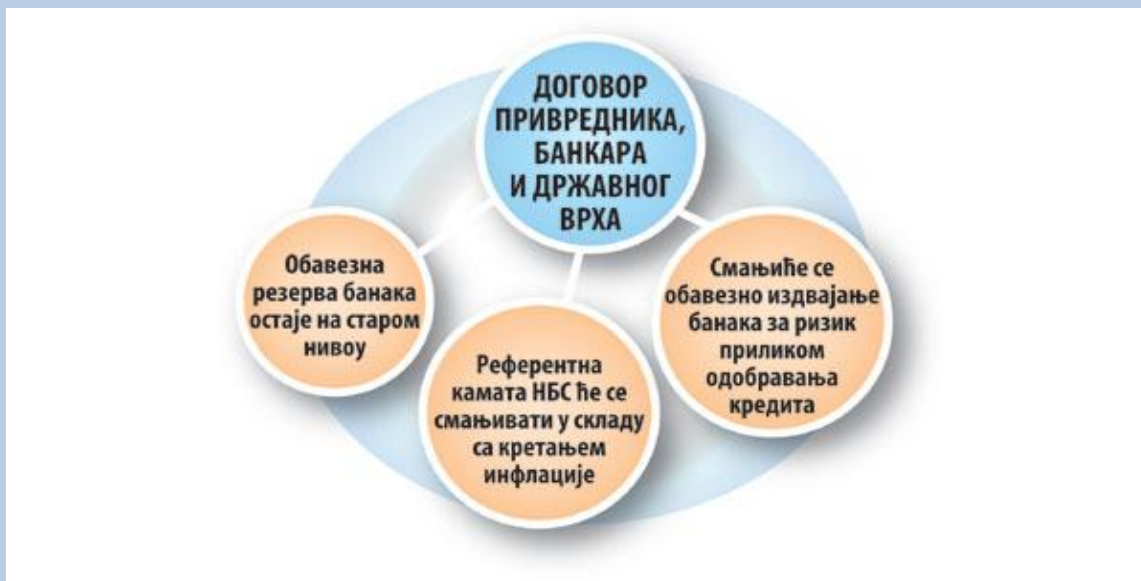 ДОГОВОР
ПРИВРЕДНИКА,
БАНКАРА
И ДРЖАВНОГ
ВРХА
Обавезна
резерва банака
остаје на старом
нивоу
Референтна
камата НБС ће се
смањивати у складу
са кретањем
инфлације
Смањиће се
обавезно издвајање
банака за ризик
приликом
одобравања
кредита